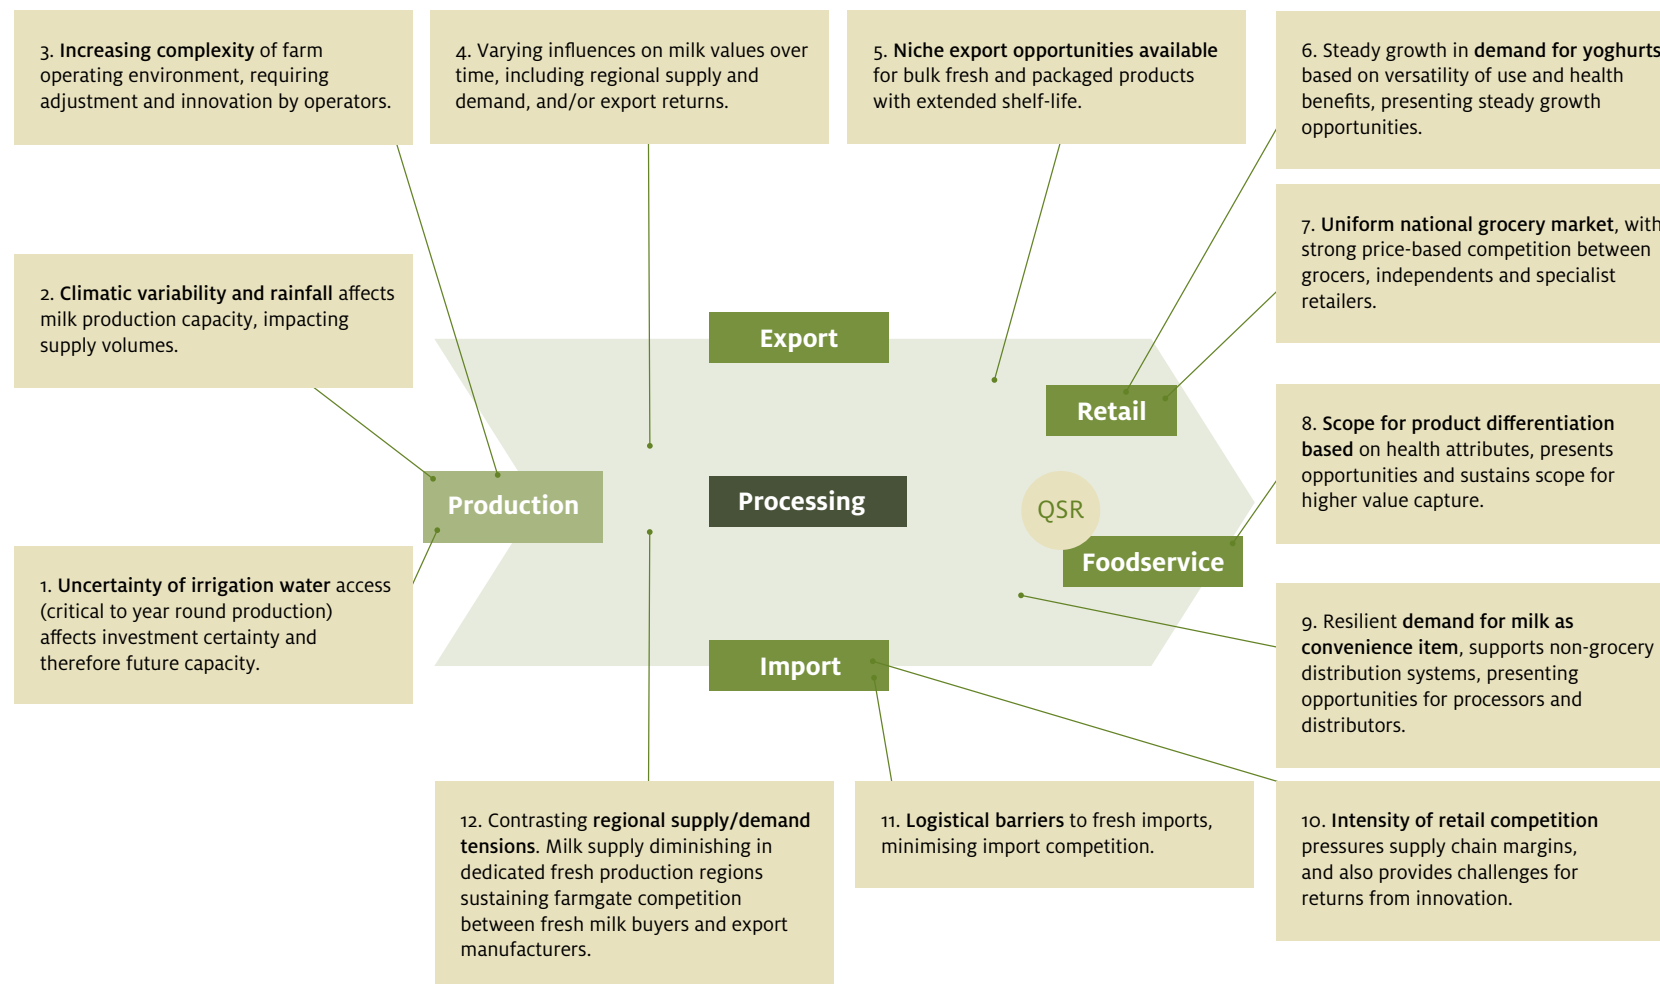 3. Increasing complexity of farm
operating environment, requiring
adjustment and innovation by operators.
4. Varying influences on milk values over
time, including regional supply and
demand, and/or export returns.
5. Niche export opportunities available
for bulk fresh and packaged products
with extended shelf-life.
6. Steady growth in demand for yoghurts
based on versatility of use and health
benefits, presenting steady growth
opportunities.
7. Uniform national grocery market, with
strong price-based competition between
grocers, independents and specialist
retailers.
2. Climatic variability and rainfall affects
milk production capacity, impacting
supply volumes.
Export
Retail
8. Scope for product differentiation
based on health attributes, presents
opportunities and sustains scope for
higher value capture.
Production
Processing
QSR
Foodservice
1. Uncertainty of irrigation water access
(critical to year round production)
affects investment certainty and
therefore future capacity.
9. Resilient demand for milk as
convenience item, supports non-grocery
distribution systems, presenting
opportunities for processors and
distributors.
Import
12. Contrasting regional supply/demand
tensions. Milk supply diminishing in
dedicated fresh production regions
sustaining farmgate competition
between fresh milk buyers and export
manufacturers.
11. Logistical barriers to fresh imports,
minimising import competition.
10. Intensity of retail competition
pressures supply chain margins,
and also provides challenges for
returns from innovation.